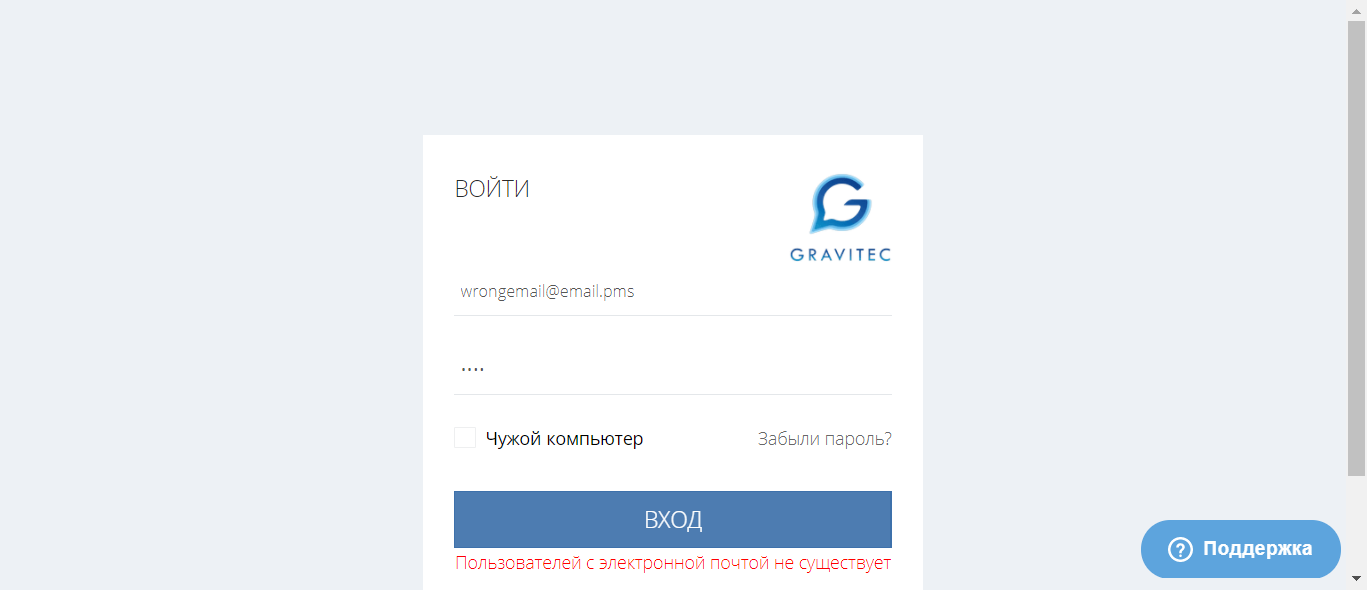 ВОЙТИ
GRAVITEC
wrongemail@email.pms
····
Чужой компьютер
Забыли пароль?
ВХОД
Пользователей с электронной почтой не существует
Поддержка